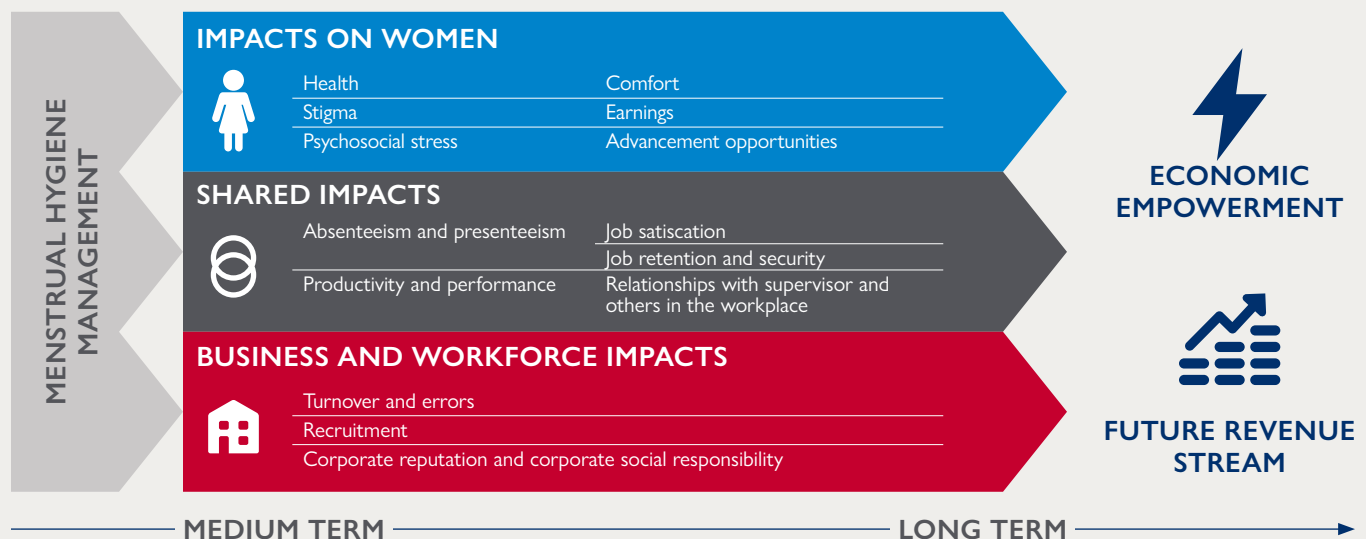 MENSTRUAL HYGIENE
MANAGEMENT
IMPACTS ON WOMEN
Health
Comfort
Stigma
Earnings
Psychosocial stress
Advancement opportunities
SHARED IMPACTS
Absenteeism and presenteeism
Job satiscation
Job retention and security
Productivity and performance
Relationships with supervisor and
others in the workplace
BUSINESS AND WORKFORCE IMPACTS
Turnover and errors
Recruitment
Corporate reputation and corporate social responsibility
ECONOMIC
EMPOWERMENT
FUTURE REVENUE
STREAM
MEDIUM TERM
LONG TERM